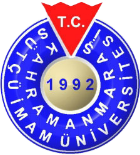 T.C.
KAHRAMANMARAŞ
SÜTÇÜ İMAM ÜNİVERSİTESİ
1992